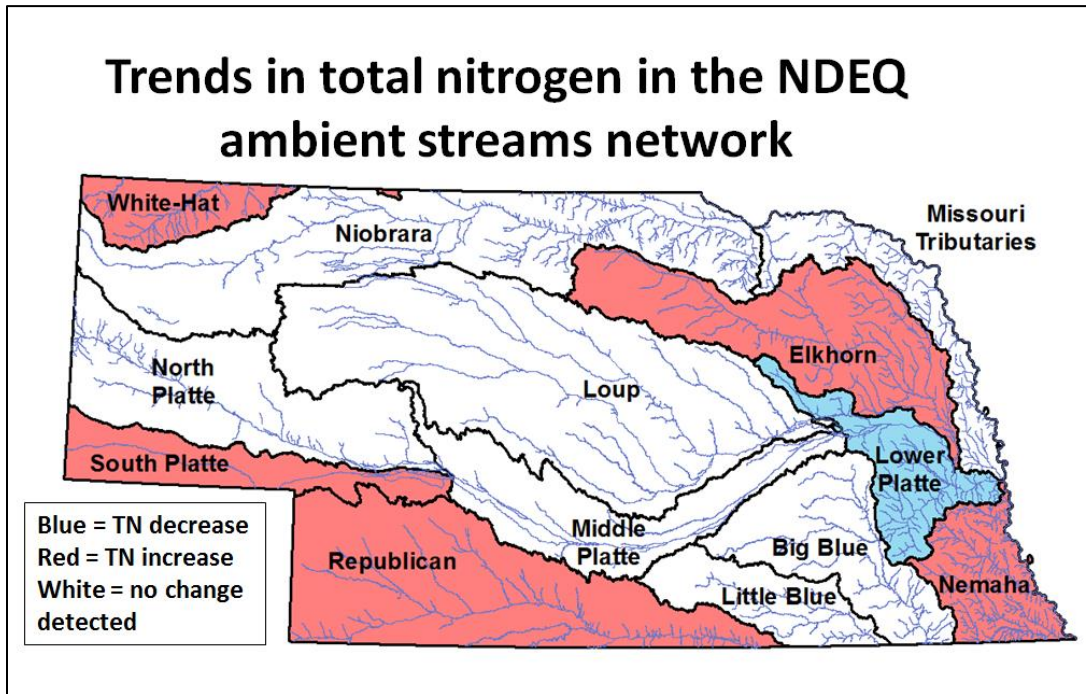 Trends in total nitrogen in the NDEQ
ambient streams network
White-Hat
Niobrara
Missouri
Tributaries
North
Platte
Loup
Elkhorn
South Platte
Lower
Platte
Middle
Platte
Republican
Big Blue
Little Blue
Nemaha
Blue = TN decrease
Red = TN increase
White = no change
detected